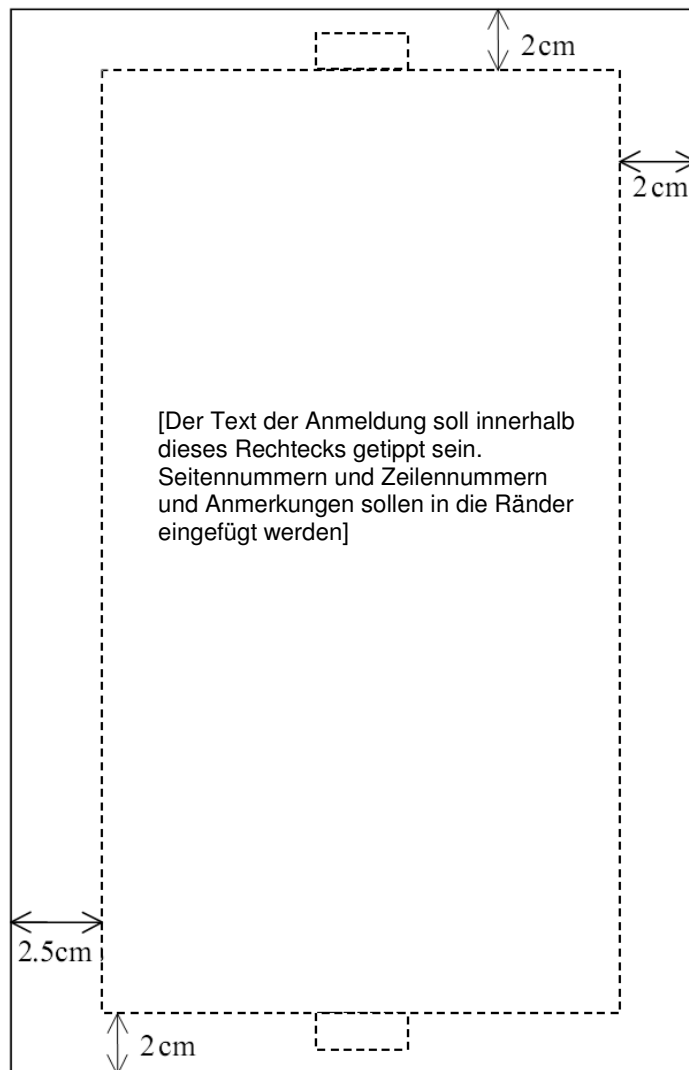 2cm
2cm
[Der Text der Anmeldung soll innerhalb
dieses Rechtecks getippt sein.
Seitennummern und Zeilennummern
und Anmerkungen sollen in die Ränder
eingefügt werden]
2.5cm
2cm